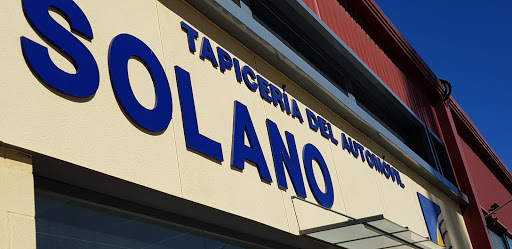 TAPICERÍA DEL AUTOMÓVIL
SOLANO